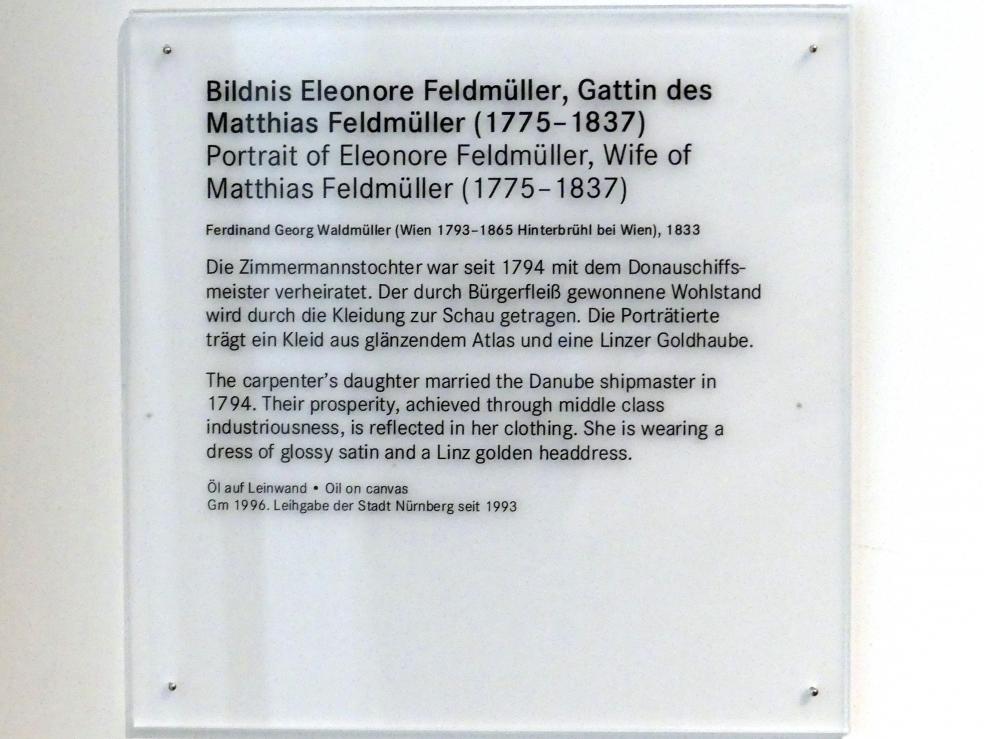 Bildnis Eleonore Feldmüller, Gattin des
Matthias Feldmüller (1775–1837)
Portrait of Eleonore Feldmüller, Wife of
Matthias Feldmüller (1775–1837)
Ferdinand Georg Waldmüller (Wien 1793–1865 Hinterbrühl bei Wien), 1833
Die Zimmermannstochter war seit 1794 mit dem Donauschiffs-
meister verheiratet. Der durch Bürgerfleiß gewonnene Wohlstand
wird durch die Kleidung zur Schau getragen. Die Porträtierte
trägt ein Kleid aus glänzendem Atlas und eine Linzer Goldhaube.
The carpenter's daughter married the Danube shipmaster in
1794. Their prosperity, achieved through middle class
industriousness, is reflected in her clothing. She is wearing a
dress of glossy satin and a Linz golden headdress.
Öl auf Leinwand • Oil on canvas
Gm 1996. Leihgabe der Stadt Nürnberg seit 1993